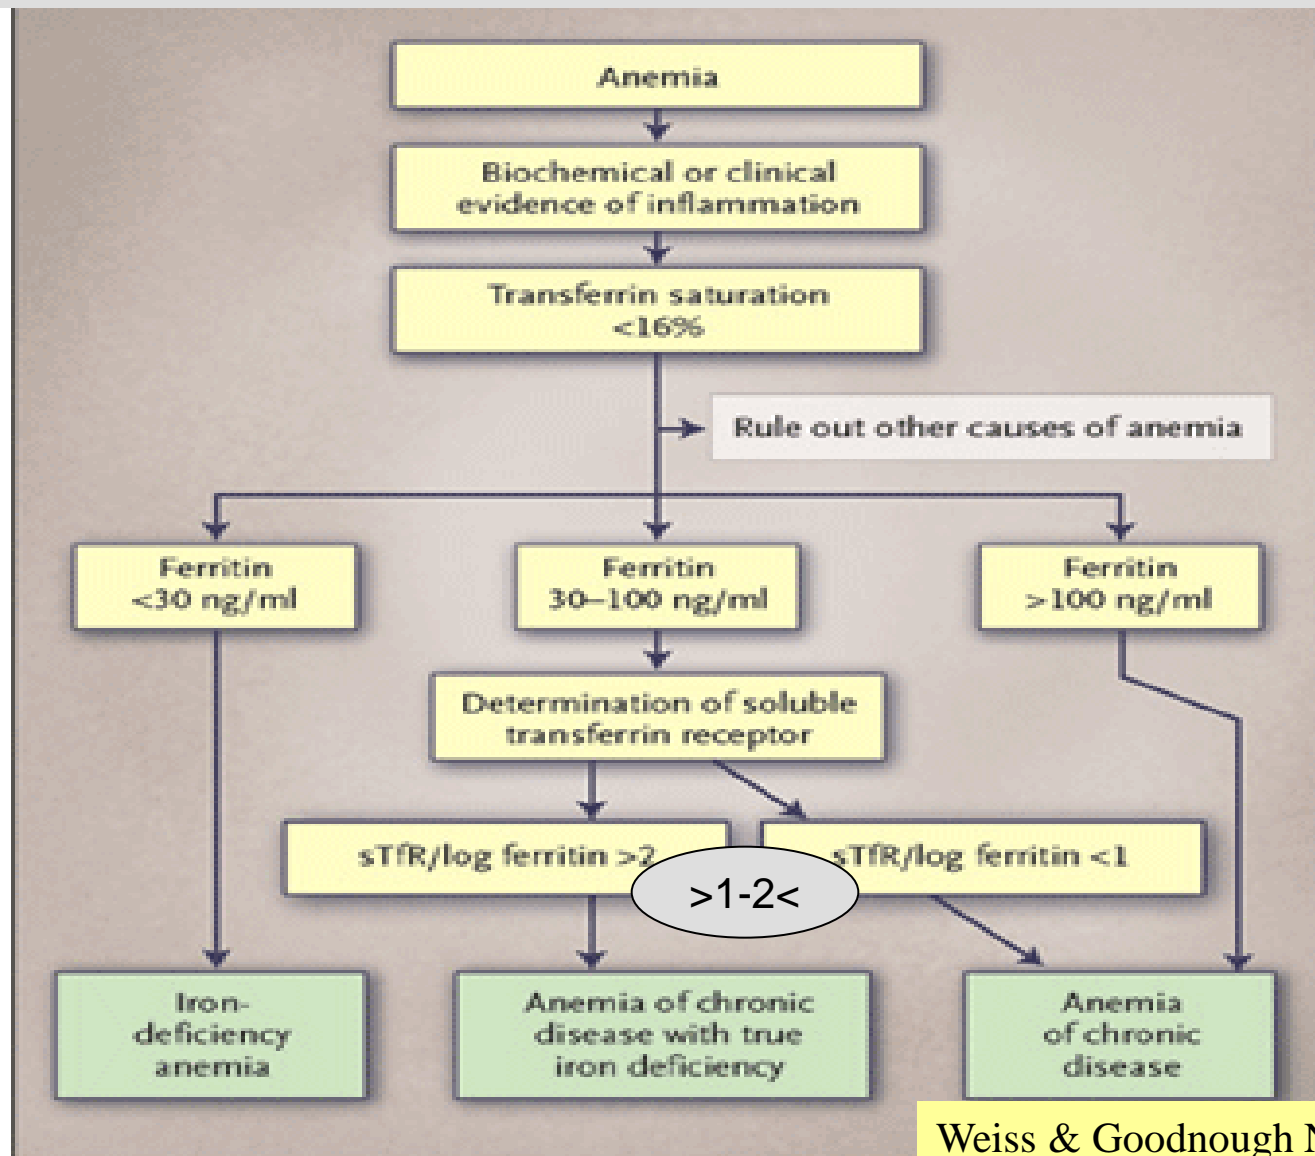 Anemia
Biochemical or clinical
evidence of inflammation
Transferrin saturation
<16%
Rule out other causes of anemia
Ferritin
<30 ng/ml
Ferritin
30–100 ng/ml
Ferritin
>100 ng/ml
Determination of soluble
transferrin receptor
sTfR/log ferritin >2
sTfR/log ferritin <1
>1-2<
Iron-
deficiency
anemia
Anemia of chronic
disease with true
iron deficiency
Anemia
of chronic
disease
Weiss & Goodnough